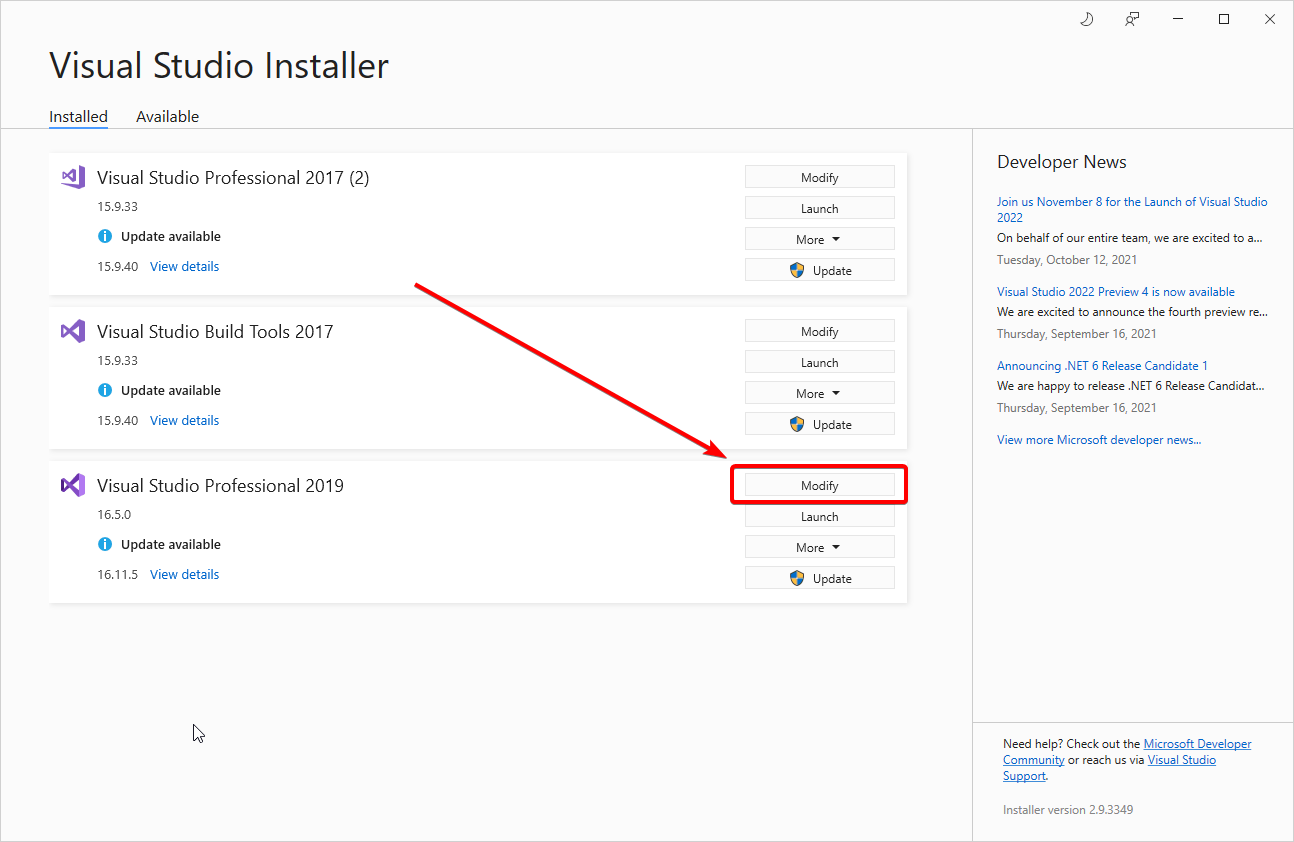 Visual Studio Installer
Installed
Available
Visual Studio Professional 2017 (2)
15.9.33
Update available
15.9.40 View details
Modify
Launch
More
Update
Visual Studio Build Tools 2017
15.9.33
Update available
15.9.40 View details
Modify
Launch
More
Update
Visual Studio Professional 2019
16.5.0
Update available
16.11.5 View details
Modify
Launch
More
Update
Developer News
Join us November 8 for the Launch of Visual Studio
2022
On behalf of our entire team, we are excited to a...
Tuesday, October 12, 2021
Visual Studio 2022 Preview 4 is now available
We are excited to announce the fourth preview re...
Thursday, September 16, 2021
Announcing .NET 6 Release Candidate 1
We are happy to release .NET 6 Release Candidat...
Thursday, September 16, 2021
View more Microsoft developer news...
Need help? Check out the Microsoft Developer
Community or reach us via Visual Studio
Support.
Installer version 2.9.3349